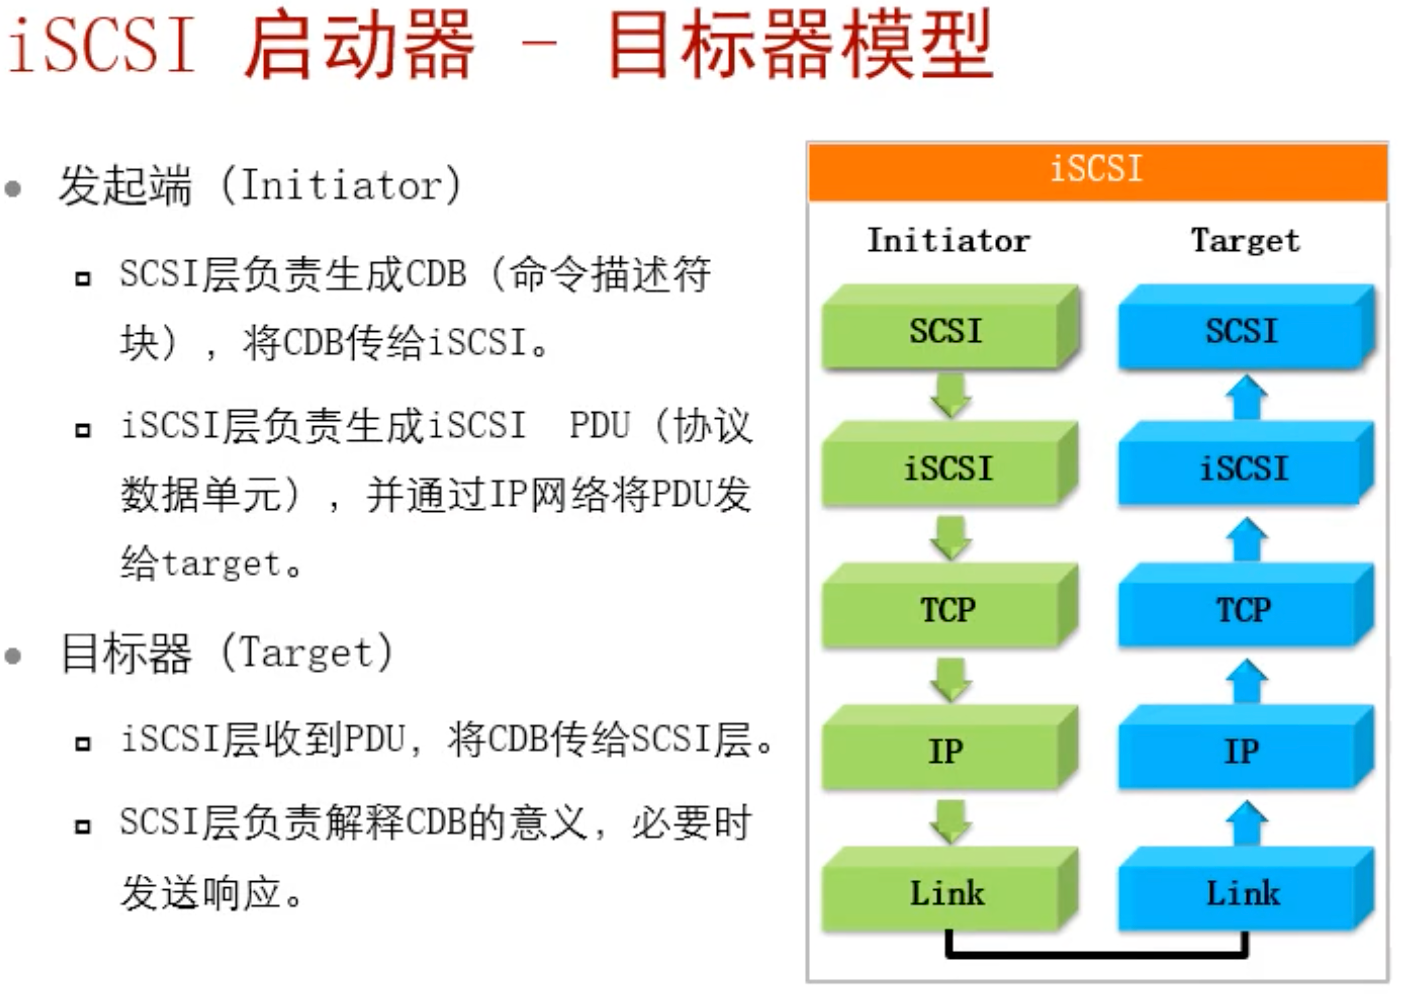 iSCSI 启动器 - 目标器模型
发起端（Initiator）
SCSI层负责生成CDB（命令描述符
块），将CDB传给iSCSI。
iSCSI层负责生成iSCSI PDU（协议
数据单元），并通过IP网络将PDU发
给target。
目标器（Target）
iSCSI层收到PDU，将CDB传给SCSI层。
SCSI层负责解释CDB的意义，必要时
发送响应。
iSCSI
Initiator Target
SCSI SCSI
iSCSI iSCSI
TCP TCP
IP IP
Link Link